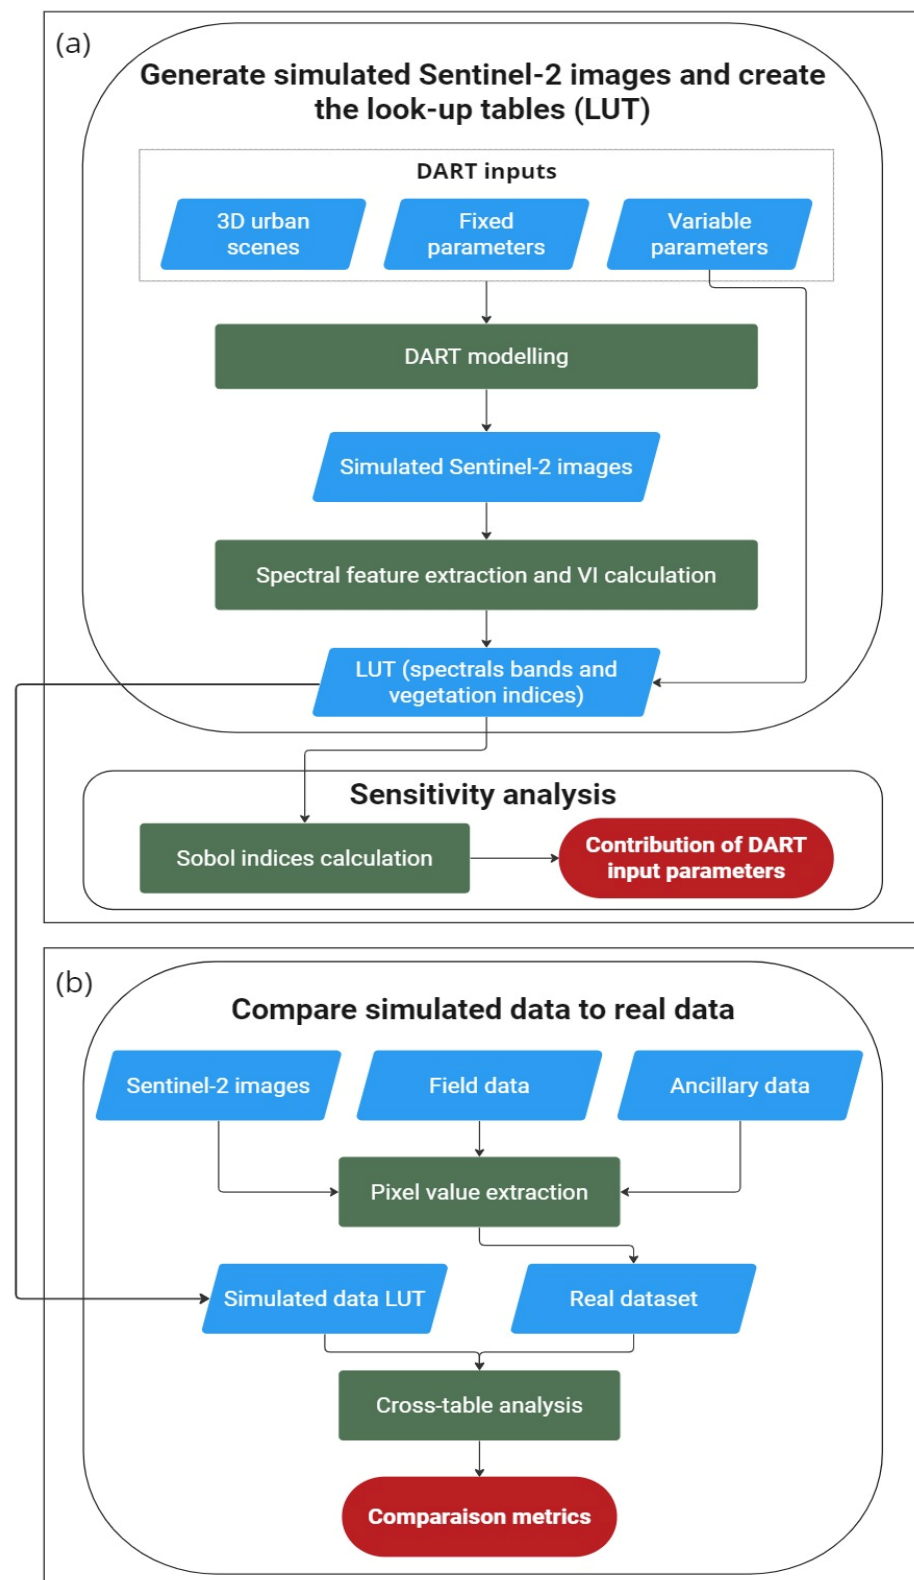 (a)
Generate simulated Sentinel-2 images and create
the look-up tables (LUT)
DART inputs
3D urban
scenes
Fixed
parameters
Variable
parameters
DART modelling
Simulated Sentinel-2 images
Spectral feature extraction and VI calculation
LUT (spectrals bands and
vegetation indices)
Sensitivity analysis
Sobol indices calculation
Contribution of DART
input parameters
(b)
Compare simulated data to real data
Sentinel-2 images
Field data
Ancillary data
Pixel value extraction
Simulated data LUT
Real dataset
Cross-table analysis
Comparaison metrics